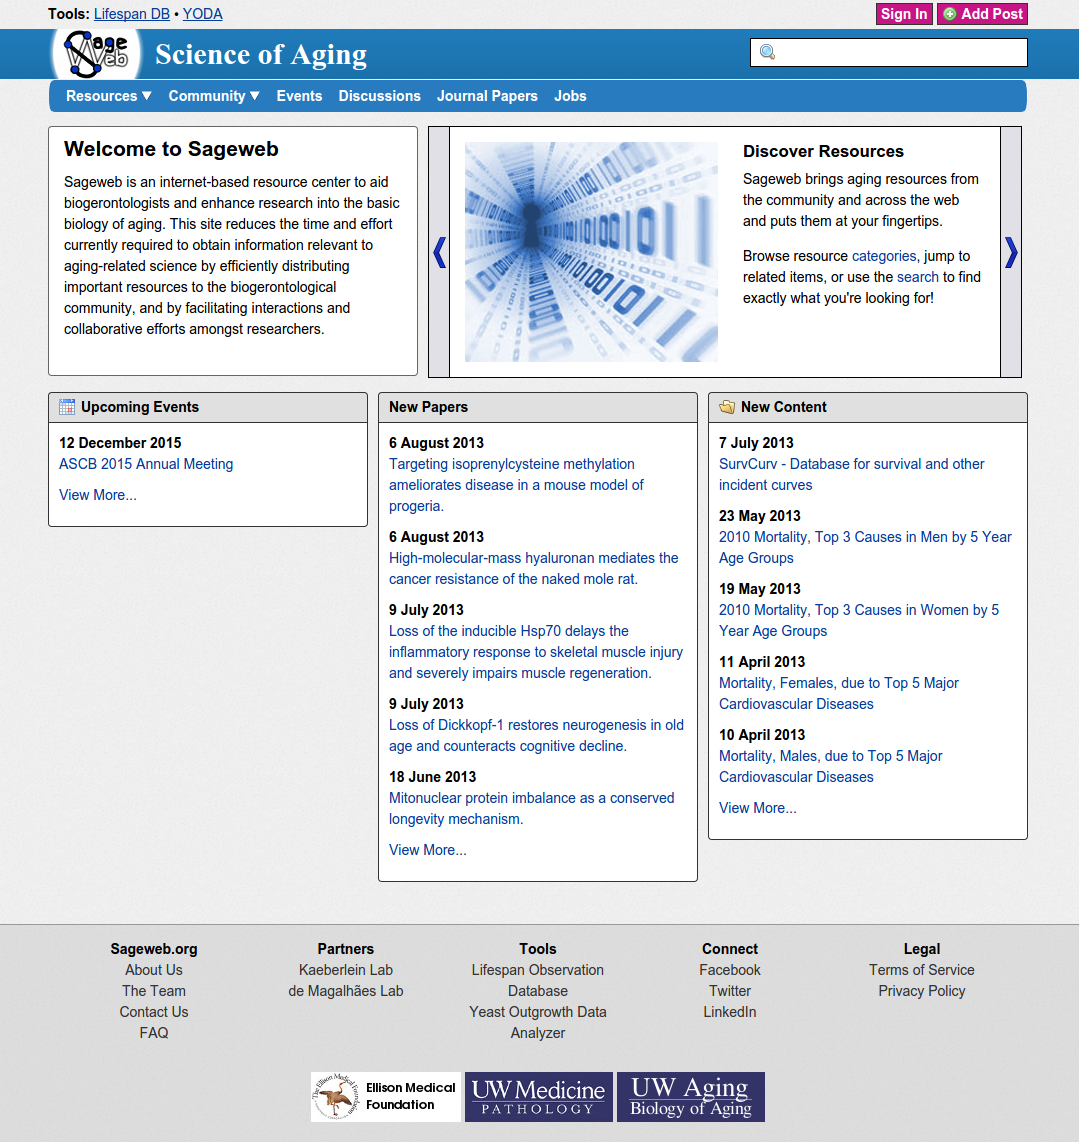 Tools: Lifespan DB • YODA
Sign In
Add Post
Sage Web
Science of Aging
Resources ▼ Community ▼ Events Discussions Journal Papers Jobs
Welcome to Sageweb
Sageweb is an internet-based resource center to aid
biogerontologists and enhance research into the basic
biology of aging. This site reduces the time and effort
currently required to obtain information relevant to
aging-related science by efficiently distributing
important resources to the biogerontological
community, and by facilitating interactions and
collaborative efforts amongst researchers.
Discover Resources
Sageweb brings aging resources from
the community and across the web
and puts them at your fingertips.
Browse resource categories, jump to
related items, or use the search to find
exactly what you're looking for!
Upcoming Events
12 December 2015
ASCB 2015 Annual Meeting
View More...
New Papers
6 August 2013
Targeting isoprenylcysteine methylation
ameliorates disease in a mouse model of
progeria.
6 August 2013
High-molecular-mass hyaluronan mediates the
cancer resistance of the naked mole rat.
9 July 2013
Loss of the inducible Hsp70 delays the
inflammatory response to skeletal muscle injury
and severely impairs muscle regeneration.
9 July 2013
Loss of Dickkopf-1 restores neurogenesis in old
age and counteracts cognitive decline.
18 June 2013
Mitonuclear protein imbalance as a conserved
longevity mechanism.
View More...
New Content
7 July 2013
SurvCurv - Database for survival and other
incident curves
23 May 2013
2010 Mortality, Top 3 Causes in Men by 5 Year
Age Groups
19 May 2013
2010 Mortality, Top 3 Causes in Women by 5
Year Age Groups
11 April 2013
Mortality, Females, due to Top 5 Major
Cardiovascular Diseases
10 April 2013
Mortality, Males, due to Top 5 Major
Cardiovascular Diseases
View More...
Sageweb.org
About Us
The Team
Contact Us
FAQ
Partners
Kaeberlein Lab
de Magalhães Lab
Tools
Lifespan Observation
Database
Yeast Outgrowth Data
Analyzer
Connect
Facebook
Twitter
LinkedIn
Legal
Terms of Service
Privacy Policy
The Ellison Medical Foundation
Ellison Medical
Foundation
UW Medicine
PATHOLOGY
UW Aging
Biology of Aging